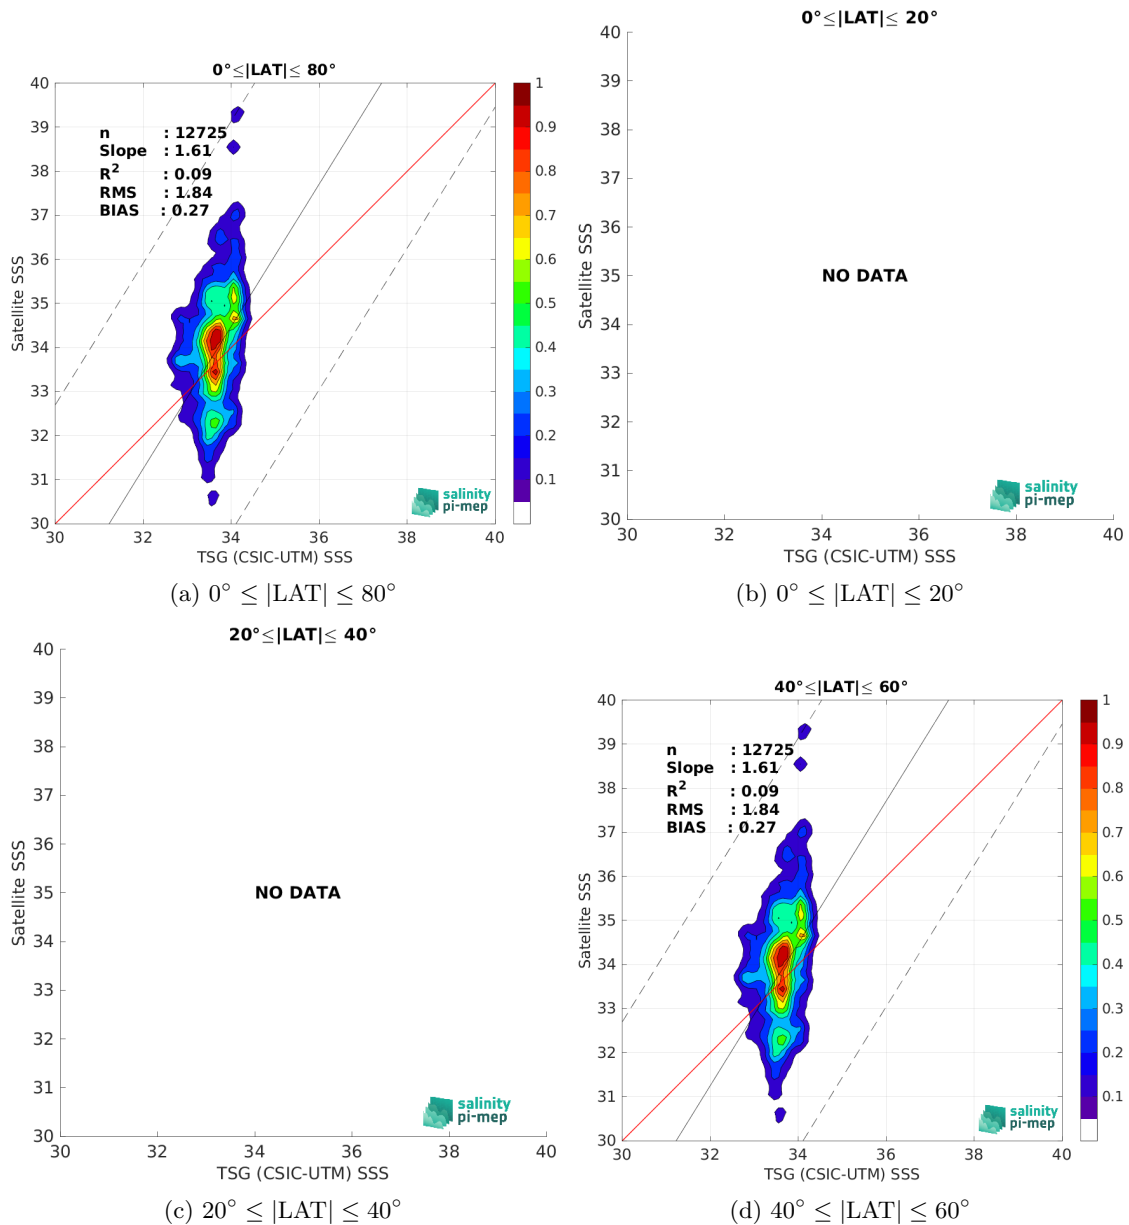 0°≤|LAT|≤ 80°
n : 12725
Slope : 1.61
R2 : 0.09
RMS : 1.84
BIAS : 0.27
40
39
38
37
36
35
34
33
32
31
30
Satellite SSS
30 32 34 36 38 40
TSG (CSIC-UTM) SSS
1
0.9
0.8
0.7
0.6
0.5
0.4
0.3
0.2
0.1
salinity
pi-mep
(a) 0° ≤ |LAT| ≤ 80°
0°≤|LAT|≤ 20°
40
39
38
37
36
35
34
33
32
31
30
Satellite SSS
NO DATA
salinity
pi-mep
30 32 34 36 38 40
TSG (CSIC-UTM) SSS
(b) 0° ≤ |LAT| ≤ 20°
20°≤|LAT|≤ 40°
40
39
38
37
36
35
34
33
32
31
30
Satellite SSS
NO DATA
salinity
pi-mep
30 32 34 36 38 40
TSG (CSIC-UTM) SSS
(c) 20° ≤ |LAT| ≤ 40°
40°≤|LAT|≤ 60°
n : 12725
Slope : 1.61
R2 : 0.09
RMS : 1.84
BIAS : 0.27
40
39
38
37
36
35
34
33
32
31
30
Satellite SSS
30 32 34 36 38 40
TSG (CSIC-UTM) SSS
1
0.9
0.8
0.7
0.6
0.5
0.4
0.3
0.2
0.1
salinity
pi-mep
(d) 40° ≤ |LAT| ≤ 60°